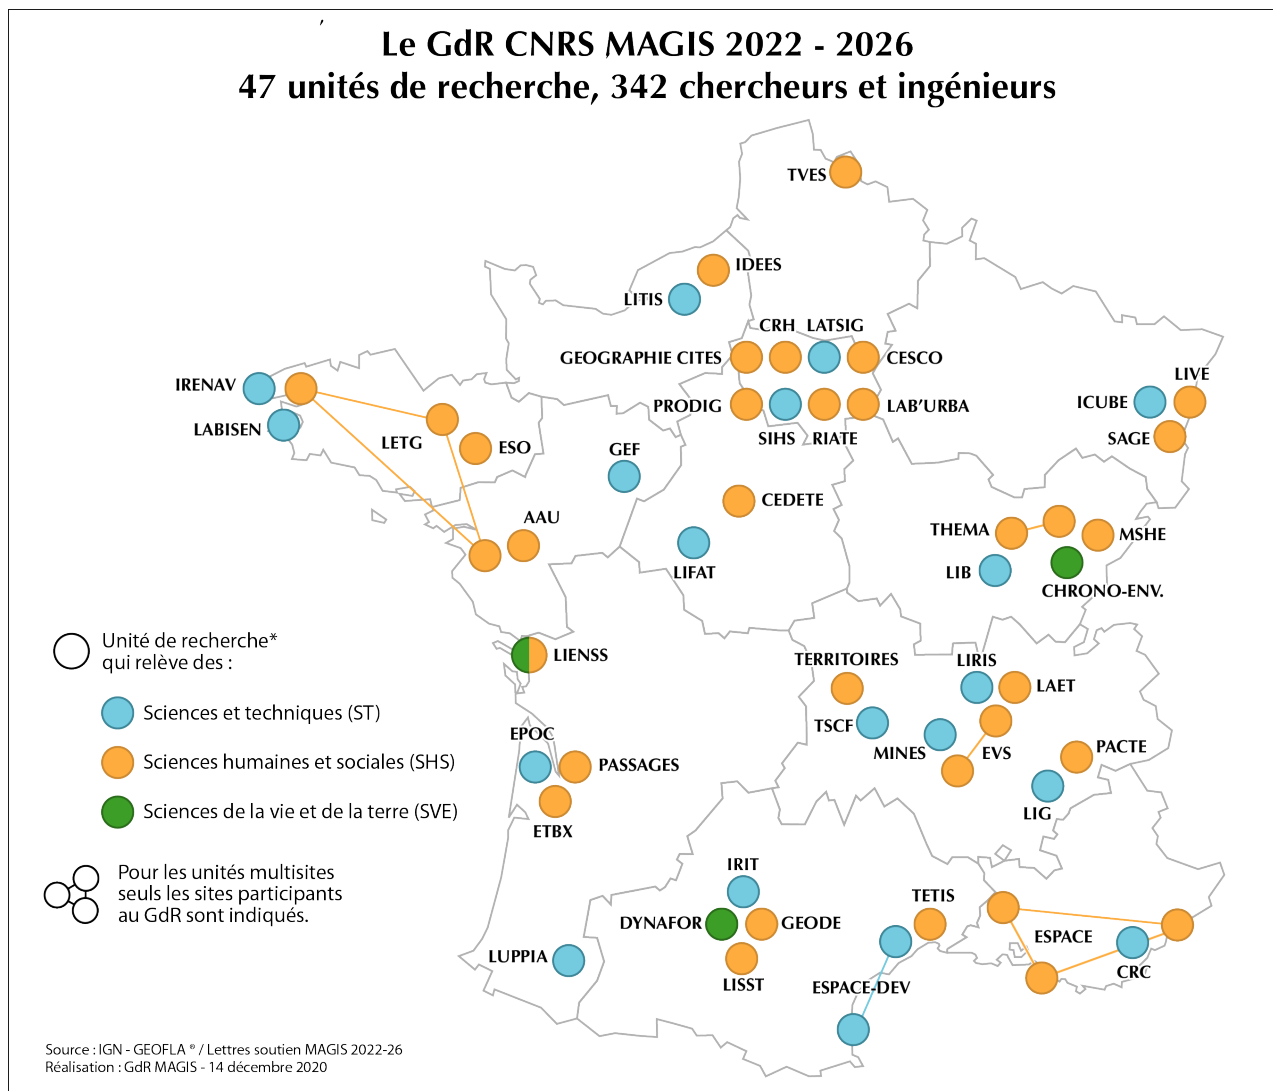 Le GdR CNRS MAGIS 2022 - 2026
47 unités de recherche, 342 chercheurs et ingénieurs
TVES
IDEES
LITIS
CRH
LATSIG
GEOGRAPHIE CITES
CESCO
PRODIG
LAB'URBA
SIHS
RIATE
IRENAV
LABISEN
LETG
ESO
GEF
LIVE
ICUBE
SAGE
CEDETE
AAU
LIFAT
THEMA
MSHE
LIB
CHRONO-ENV.
Unité de recherche*
qui relève des :
Sciences et techniques (ST)
Sciences humaines et sociales (SHS)
Sciences de la vie et de la terre (SVE)
Pour les unités multisites
seuls les sites participants
au GdR sont indiqués.
LIENSS
TERRITOIRES
LIRIS
LAET
TSCF
MINES
EVS
PACTE
LIG
EPOC
PASSAGES
ETBX
IRIT
DYNAFOR
GEODE
LISST
TETIS
ESPACE
CRC
LUPPIA
ESPACE-DEV
Source : IGN - GEOFLA ® / Lettres soutien MAGIS 2022-26
Réalisation : GdR MAGIS - 14 décembre 2020